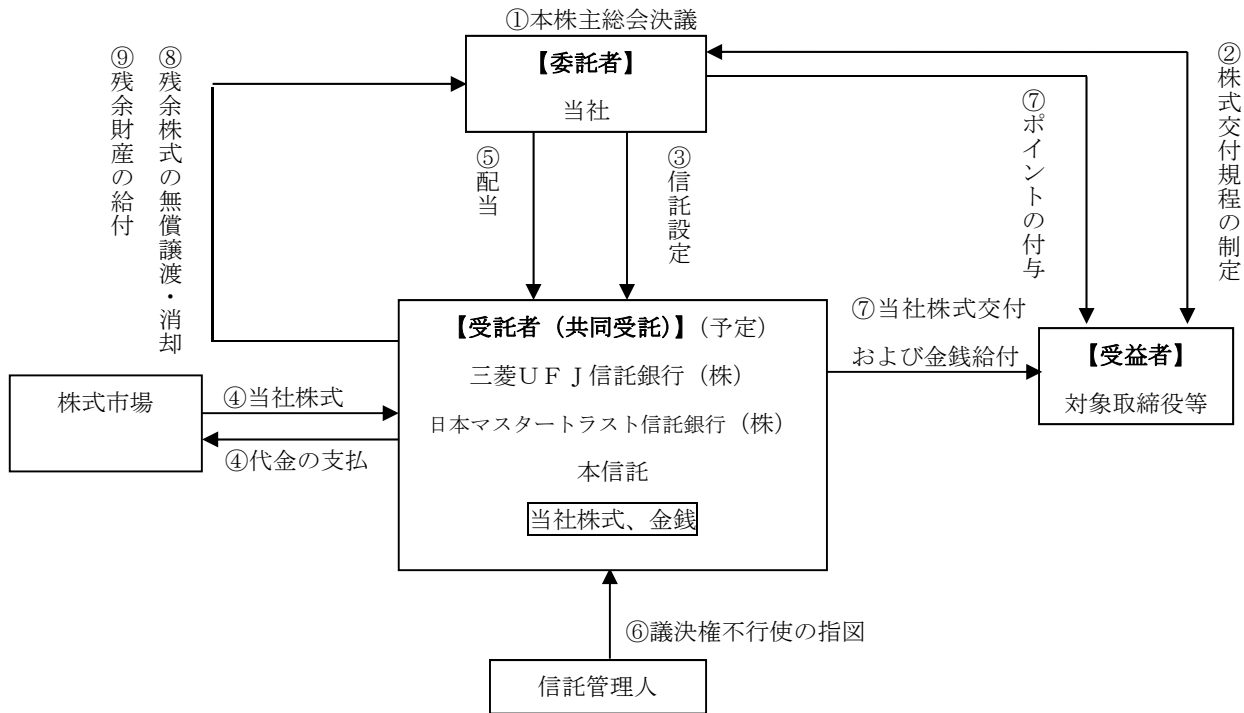 ①本株主総会決議
【委託者】
当社
⑨残余財産の給付
⑧残余株式の無償譲渡・消却
⑤配当
③信託設定
⑦ポイントの付与
②株式交付規程の制定
【受託者（共同受託）】（予定）
三菱ＵＦＪ信託銀行（株）
日本マスタートラスト信託銀行（株）
本信託
当社株式、金銭
⑦当社株式交付
および金銭給付
【受益者】
対象取締役等
株式市場
④当社株式
④代金の支払
⑥議決権不行使の指図
信託管理人